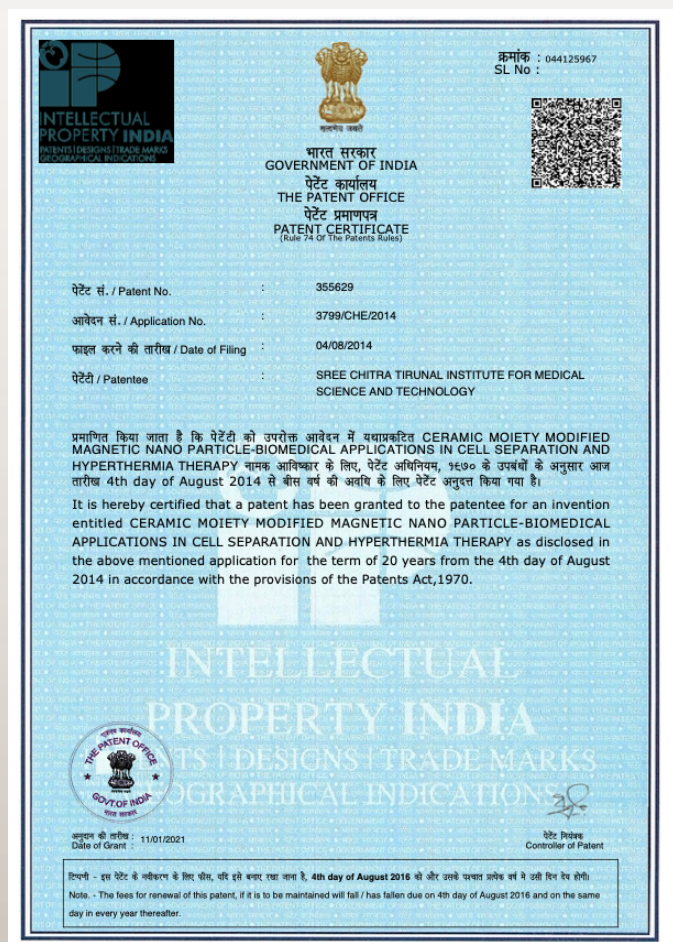 INTELLECTUAL
PROPERTY INDIA
PATENTS | DESIGNS | TRADE MARKS
GEOGRAPHICAL INDICATIONS
क्रमांक : 044125967
SL No :
सत्यमेव जयते
भारत सरकार
GOVERNMENT OF INDIA
पेटेंट कार्यालय
THE PATENT OFFICE
पेटेंट प्रमाणपत्र
PATENT CERTIFICATE
(Rule 74 Of The Patents Rules)
पेटेंट सं. / Patent No. : 355629
आवेदन सं. / Application No. : 3799/CHE/2014
फाइल करने की तारीख / Date of Filing : 04/08/2014
पेटेंटी / Patentee : SREE CHITRA TIRUNAL INSTITUTE FOR MEDICAL
SCIENCE AND TECHNOLOGY
प्रमाणित किया जाता है कि पेटेंटी को उपरोक्त आवेदन में यथाप्रकटित CERAMIC MOIETY MODIFIED
MAGNETIC NANO PARTICLE-BIOMEDICAL APPLICATIONS IN CELL SEPARATION AND
HYPERTHERMIA THERAPY नामक आविष्कार के लिए, पेटेंट अधिनियम, १९७० के उपबंधों के अनुसार आज
तारीख 4th day of August 2014 से बीस वर्ष की अवधि के लिए पेटेंट अनुदत्त किया गया है।
It is hereby certified that a patent has been granted to the patentee for an invention
entitled CERAMIC MOIETY MODIFIED MAGNETIC NANO PARTICLE-BIOMEDICAL
APPLICATIONS IN CELL SEPARATION AND HYPERTHERMIA THERAPY as disclosed in
the above mentioned application for the term of 20 years from the 4th day of August
2014 in accordance with the provisions of the Patents Act,1970.
INTELLECTUAL
PROPERTY INDIA
NTS | DESIGNS | TRADE MARKS
OGRAPHICAL INDICATIONS
THE PATENT OFFICE
GOVT.OF INDIA
भारत सरकार
अनुदान की तारीख : 11/01/2021
Date of Grant :
पेटेंट नियंत्रक
Controller of Patent
टिप्पणी - इस पेटेंट के नवीकरण के लिए फीस, यदि इसे बनाए रखा जाना है, 4th day of August 2016 को और उसके पश्चात प्रत्येक वर्ष मे उसी दिन देय होगी।
Note. - The fees for renewal of this patent, if it is to be maintained will fall / has fallen due on 4th day of August 2016 and on the same
day in every year thereafter.